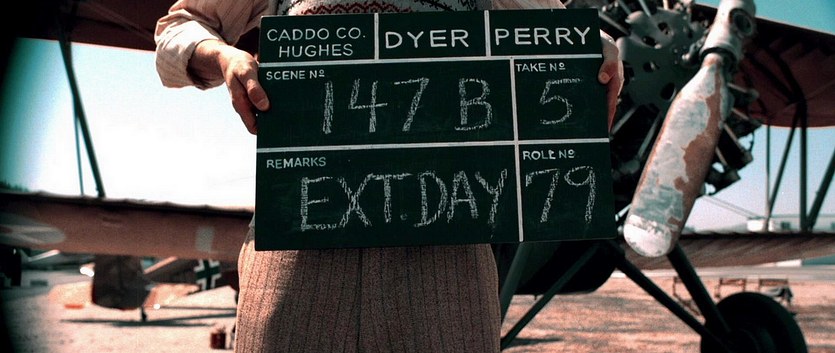 CADDO CO.
HUGHES
DYER
PERRY
SCENE Nº
147 B
TAKE Nº
5
REMARKS
EXT. DAY
ROLL Nº
79